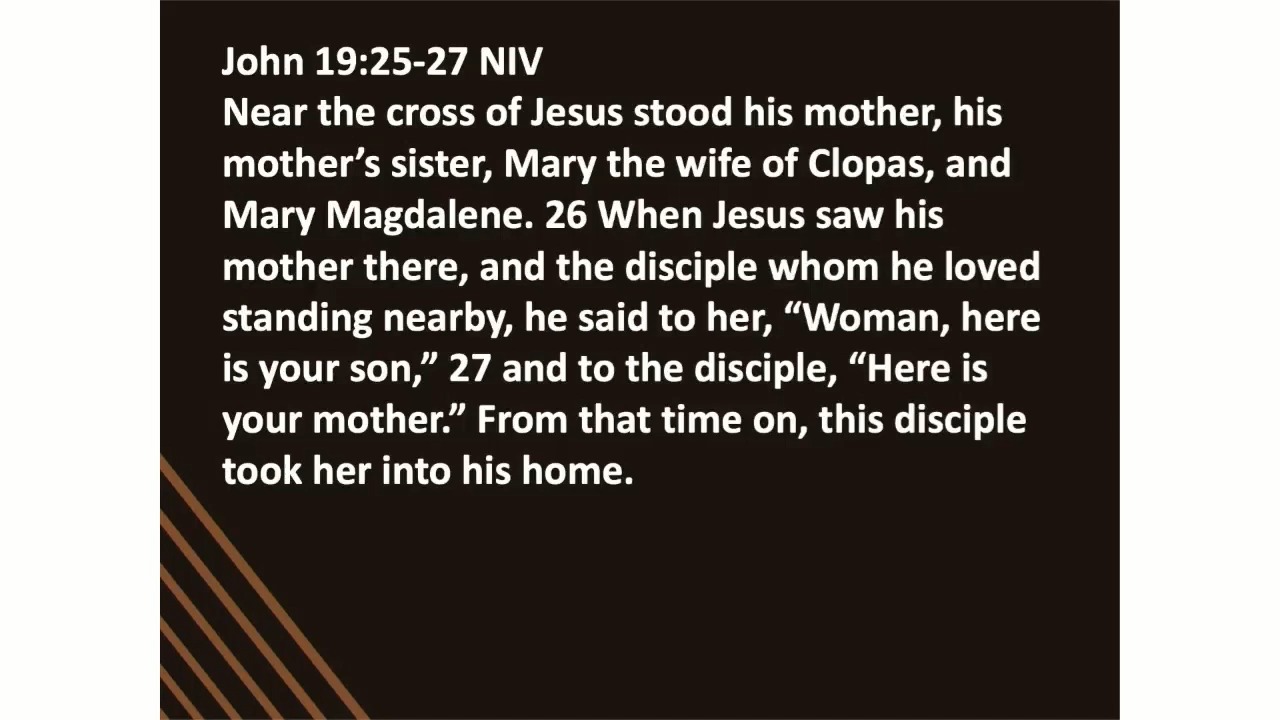 John 19:25-27 NIV
Near the cross of Jesus stood his mother, his
mother’s sister, Mary the wife of Clopas, and
Mary Magdalene. 26 When Jesus saw his
mother there, and the disciple whom he loved
standing nearby, he said to her, “Woman, here
is your son,” 27 and to the disciple, “Here is
your mother.” From that time on, this disciple
took her into his home.